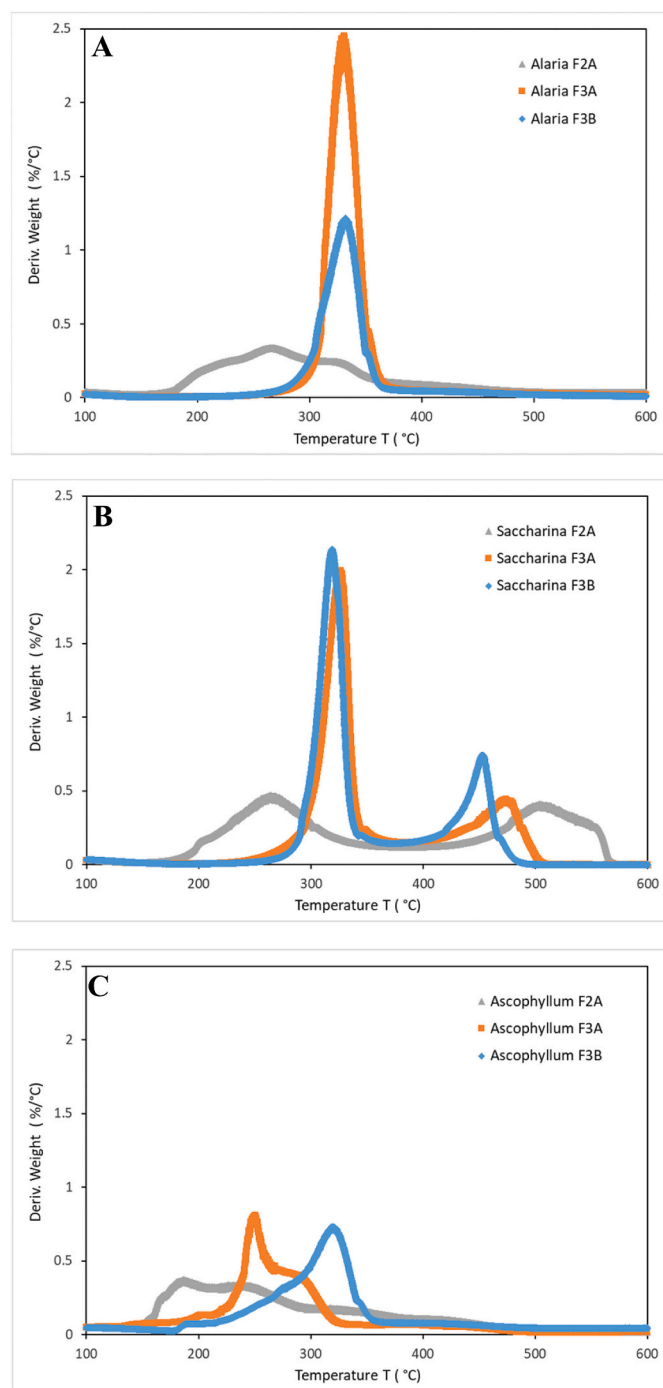 A
2.5
2
1.5
1
0.5
0
Deriv. Weight ( %/°C)
Alaria F2A
Alaria F3A
Alaria F3B
100 200 300 400 500 600
Temperature T ( °C)
B
2.5
2
1.5
1
0.5
0
Deriv. Weight ( %/°C)
Saccharina F2A
Saccharina F3A
Saccharina F3B
100 200 300 400 500 600
Temperature T ( °C)
C
2.5
2
1.5
1
0.5
0
Deriv. Weight ( %/°C)
Ascophyllum F2A
Ascophyllum F3A
Ascophyllum F3B
100 200 300 400 500 600
Temperature T ( °C)